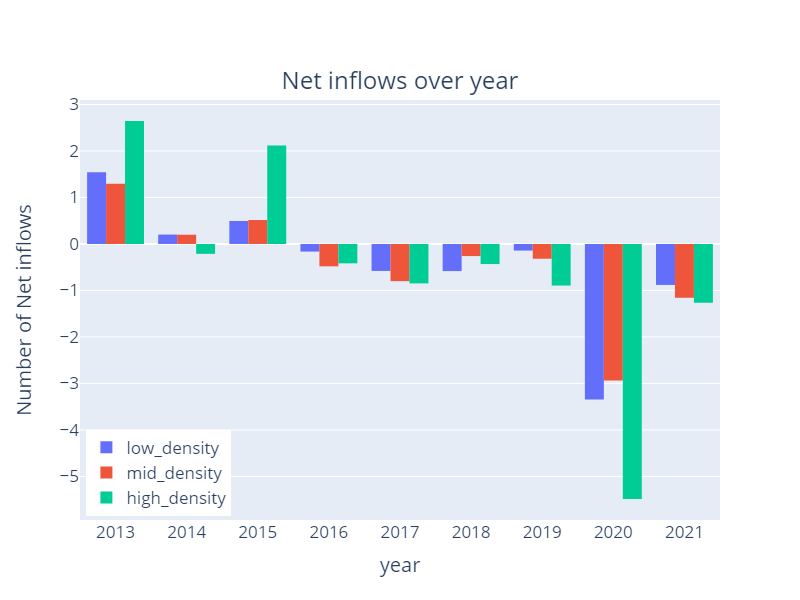 Net inflows over year
Number of Net inflows
3
2
1
0
−1
−2
−3
−4
−5
low_density
mid_density
high_density
2013 2014 2015 2016 2017 2018 2019 2020 2021
year